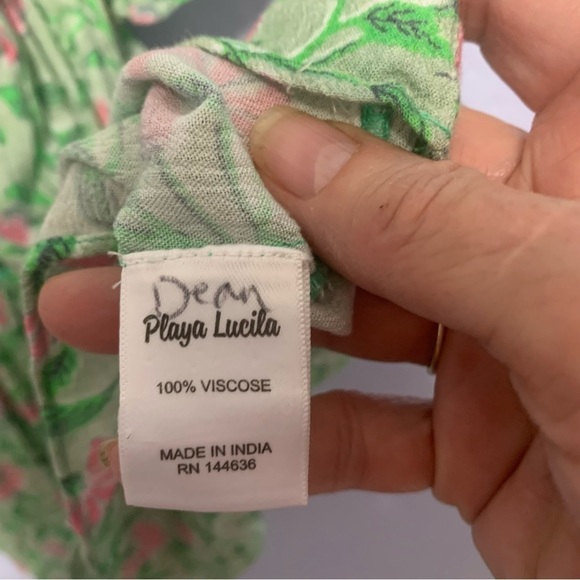 Dean
Playa Lucila
100% VISCOSE
MADE IN INDIA
RN 144636